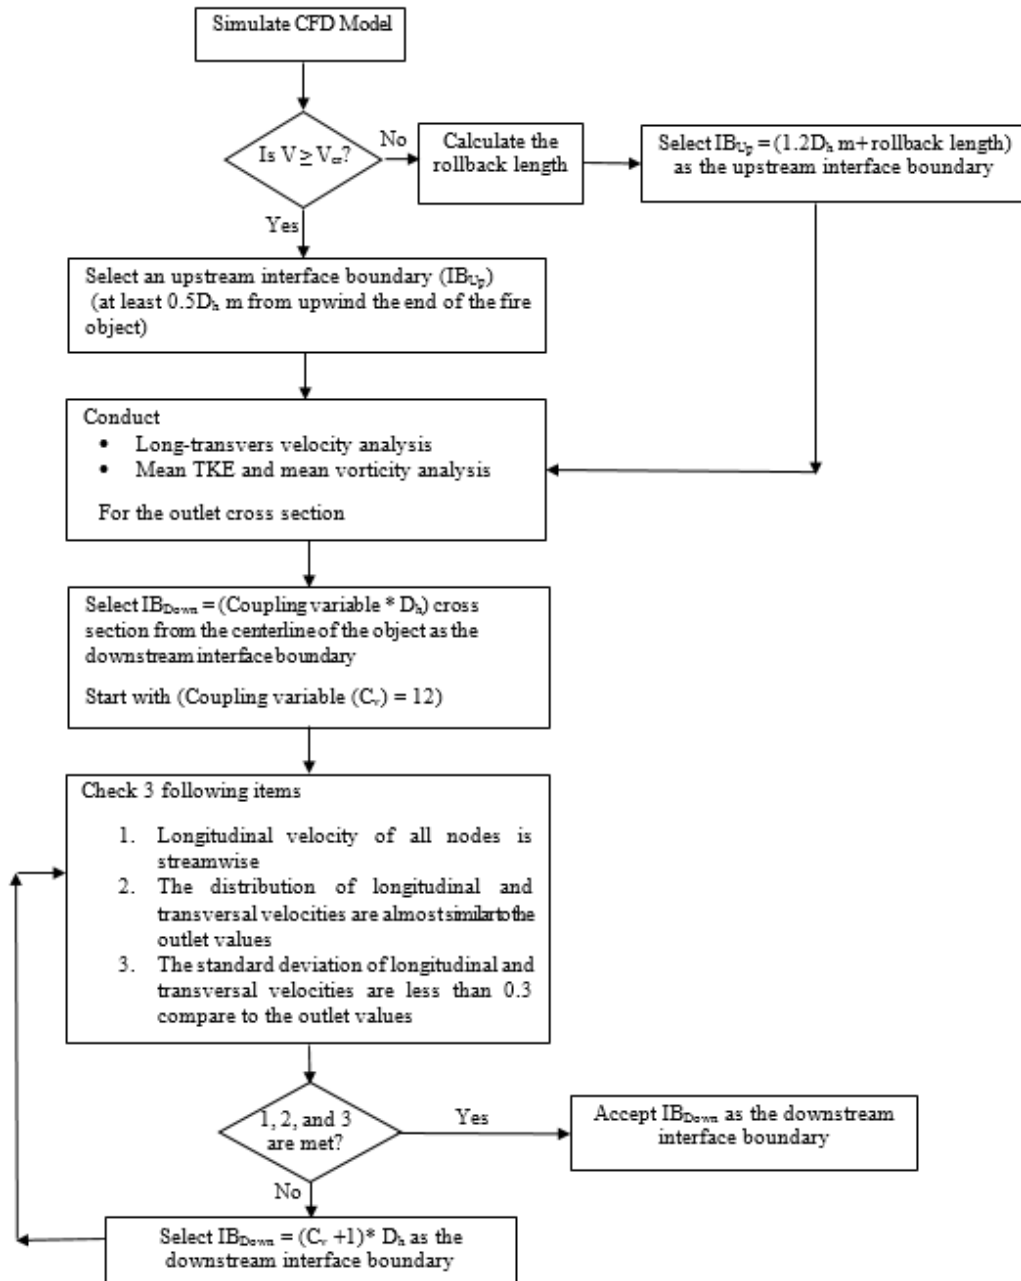 Simulate CFD Model
Is V ≥ Vcr?
No
Calculate the
rollback length
Select IBUp = (1.2Dh m+ rollback length)
as the upstream interface boundary
Yes
Select an upstream interface boundary (IBUp)
(at least 0.5Dh m from upwind the end of the fire
object)
Conduct
• Long-transvers velocity analysis
• Mean TKE and mean vorticity analysis
For the outlet cross section
Select IBDown = (Coupling variable * Dh) cross
section from the centerline of the object as the
downstream interface boundary
Start with (Coupling variable (Cv) = 12)
Check 3 following items
1. Longitudinal velocity of all nodes is
streamwise
2. The distribution of longitudinal and
transversal velocities are almost similar to the
outlet values
3. The standard deviation of longitudinal and
transversal velocities are less than 0.3
compare to the outlet values
1, 2, and 3
are met?
Yes
Accept IBDown as the downstream
interface boundary
No
Select IBDown = (Cv +1)* Dh as the
downstream interface boundary